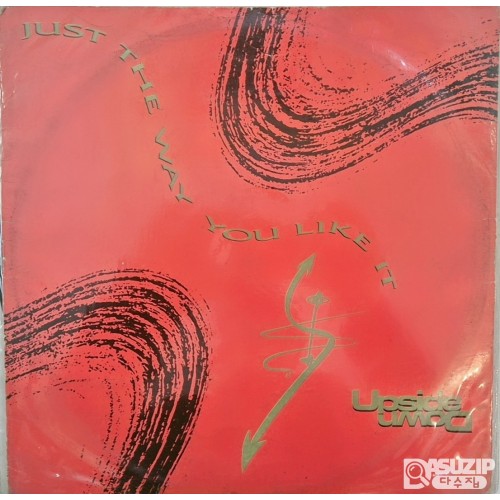 JUST THE WAY YOU LIKE IT
Upside
Down
DASUZIP
다수집